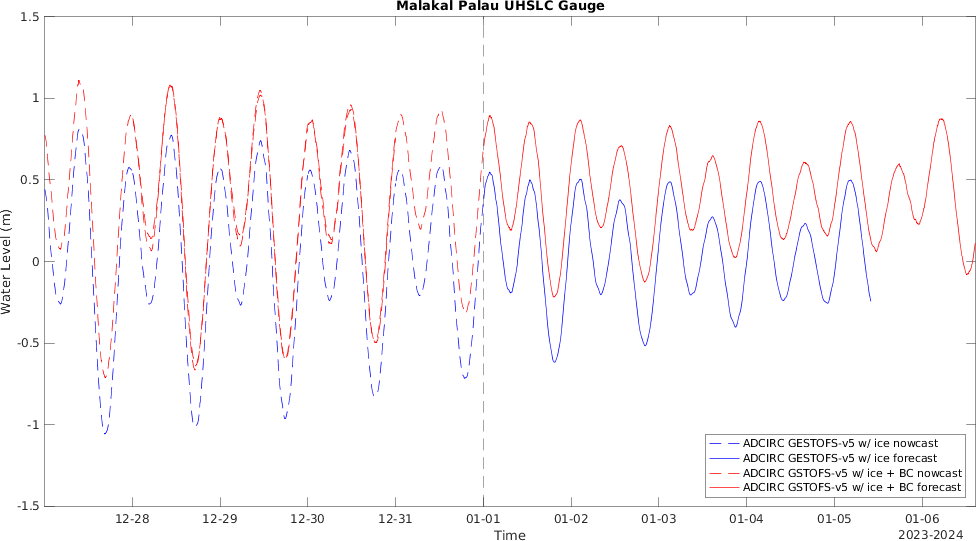 Malakal Palau UHSLC Gauge
1.5
1
0.5
0
-0.5
-1
-1.5
Water Level (m)
12-28 12-29 12-30 12-31 01-01 01-02 01-03 01-04 01-05 01-06
Time
2023-2024
ADCIRC GESTOFS-v5 w/ ice nowcast
ADCIRC GESTOFS-v5 w/ ice forecast
ADCIRC GSTOFS-v5 w/ ice + BC nowcast
ADCIRC GSTOFS-v5 w/ ice + BC forecast